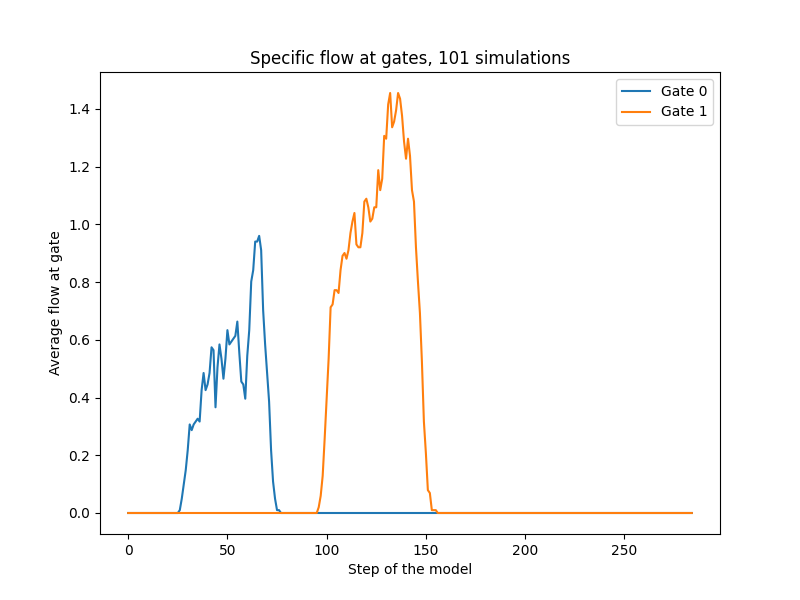 Specific flow at gates, 101 simulations
Gate 0
Gate 1
Average flow at gate
1.4
1.2
1.0
0.8
0.6
0.4
0.2
0.0
0 50 100 150 200 250
Step of the model